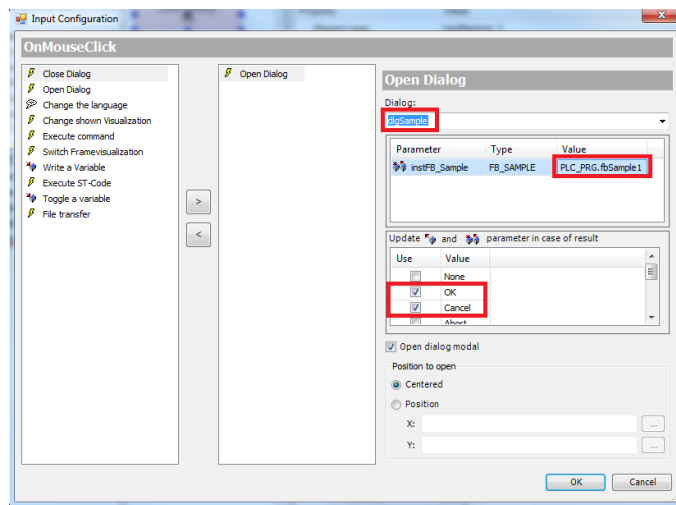 Input Configuration
OnMouseClick
Close Dialog
Open Dialog
Change the language
Change shown Visualization
Execute command
Switch Framevisualization
Write a Variable
Execute ST-Code
Toggle a variable
File transfer
>
<
Open Dialog
Open Dialog
Dialog:
dlgSample
Parameter Type Value
instFB_Sample FB_SAMPLE PLC_PRG.fbSample1
Update and parameter in case of result
Use Value
None
OK
Cancel
Abort
Open dialog modal
Position to open
Centered
Position
X: ...
Y: ...
OK Cancel